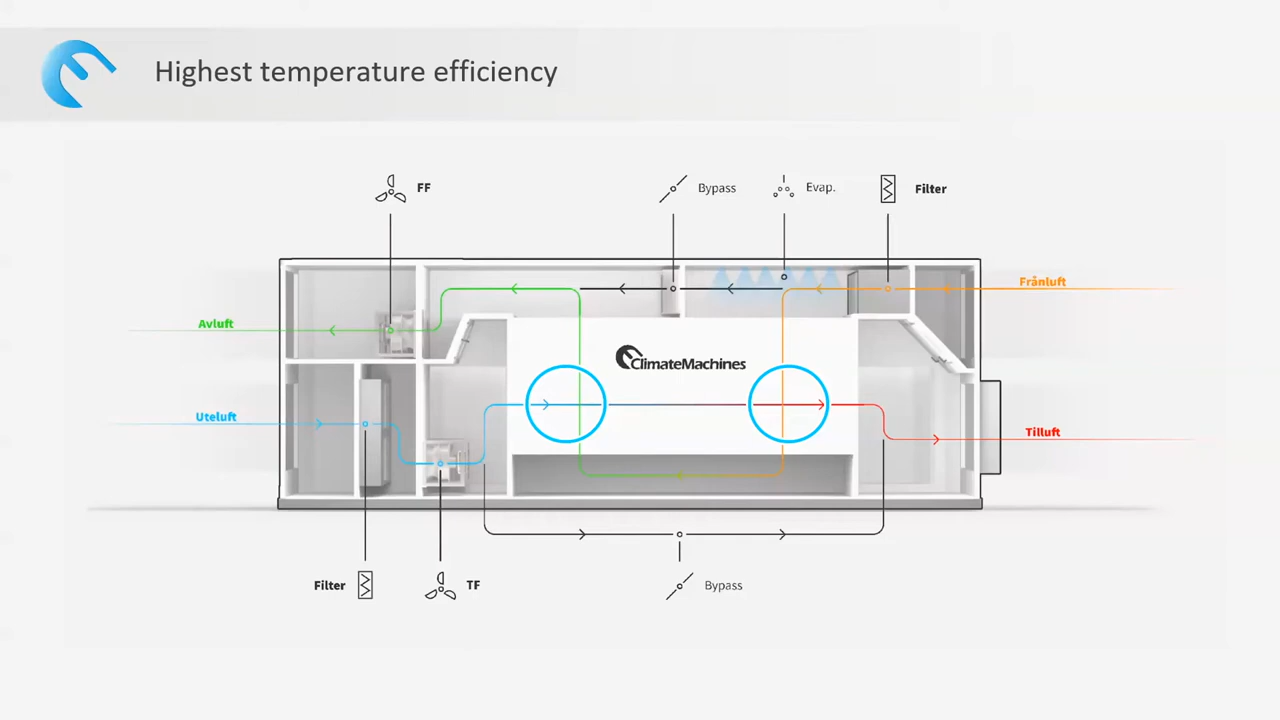 Highest temperature efficiency
FF
Bypass
Evap.
Filter
Frånluft
Avluft
ClimateMachines
Uteluft
Tilluft
Filter
TF
Bypass